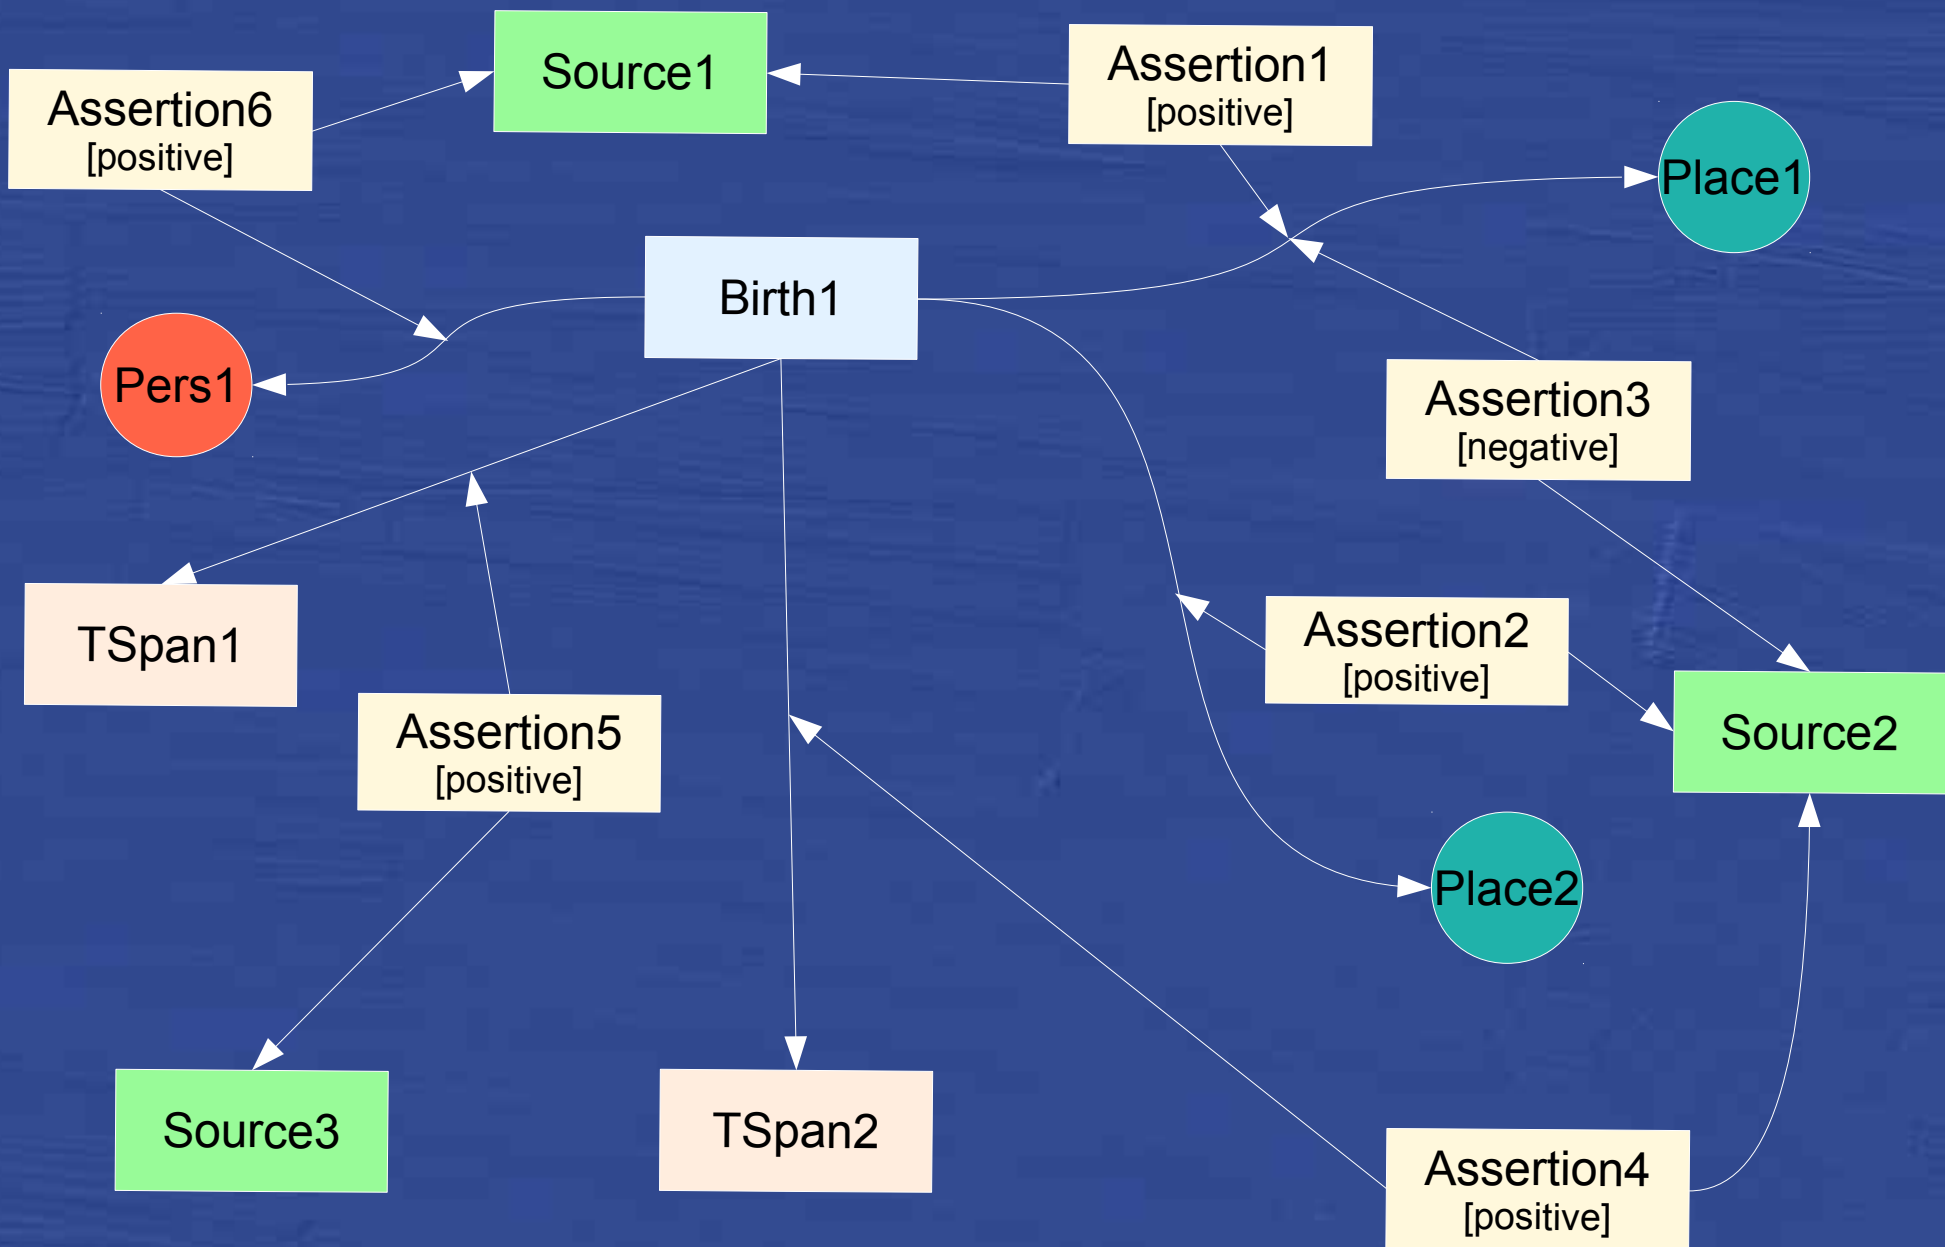 Source1
Assertion1
[positive]
Assertion6
[positive]
Place1
Birth1
Pers1
Assertion3
[negative]
TSpan1
Assertion2
[positive]
Assertion5
[positive]
Source2
Place2
Source3
TSpan2
Assertion4
[positive]